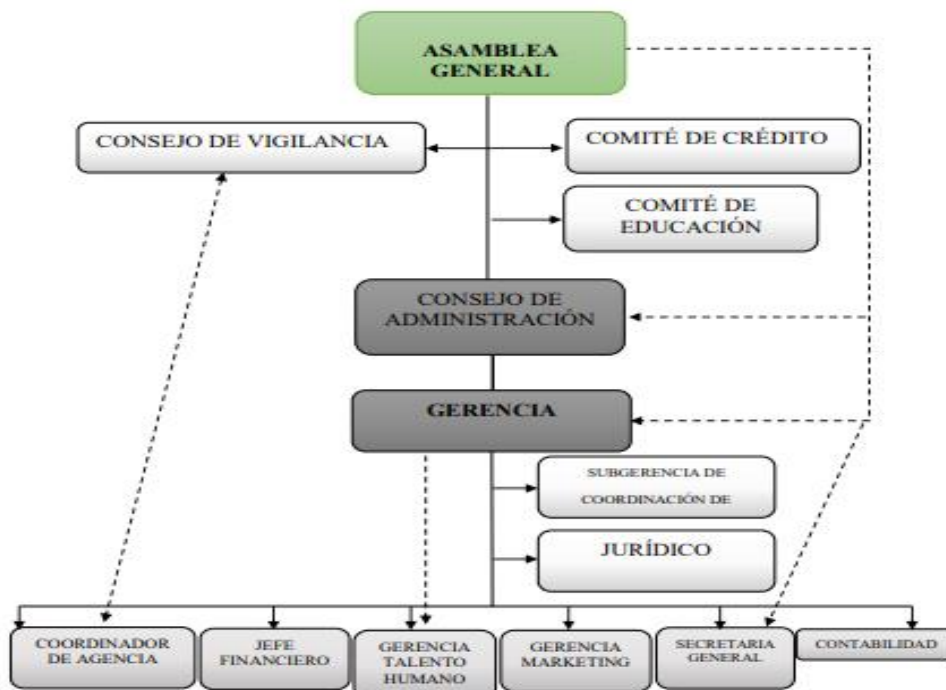 ASAMBLEA
GENERAL
CONSEJO DE VIGILANCIA
COMITÉ DE CRÉDITO
COMITÉ DE
EDUCACIÓN
CONSEJO DE
ADMINISTRACIÓN
GERENCIA
SUBGERENCIA DE
COORDINACIÓN DE
JURÍDICO
COORDINADOR
DE AGENCIA
JEFE
FINANCIERO
GERENCIA
TALENTO
HUMANO
GERENCIA
MARKETING
SECRETARIA
GENERAL
CONTABILIDAD